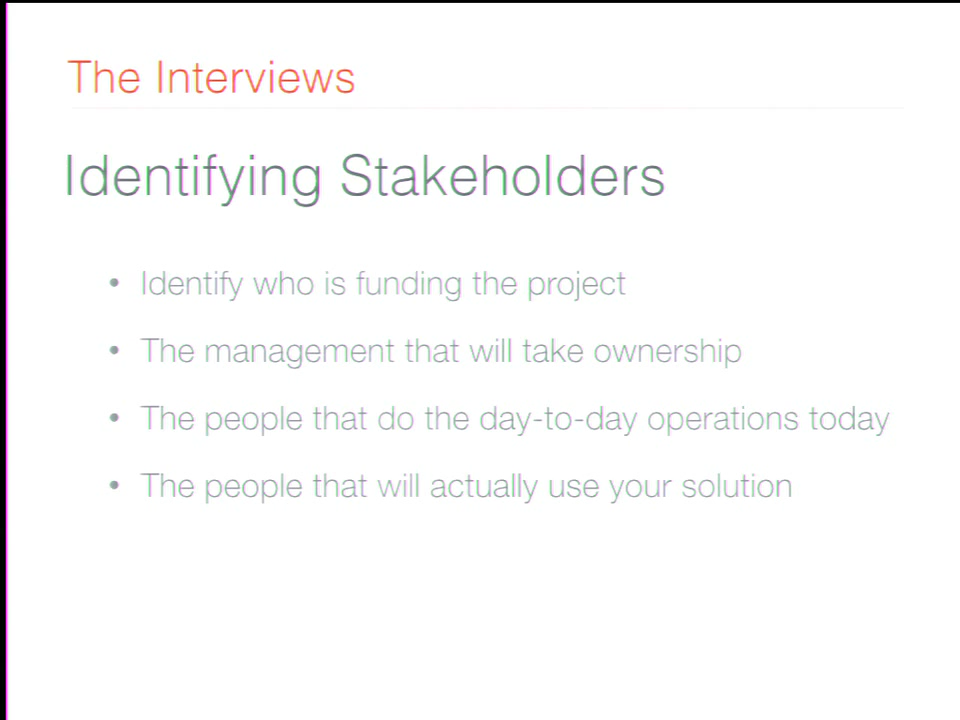 The Interviews
Identifying Stakeholders
• Identify who is funding the project
• The management that will take ownership
• The people that do the day-to-day operations today
• The people that will actually use your solution